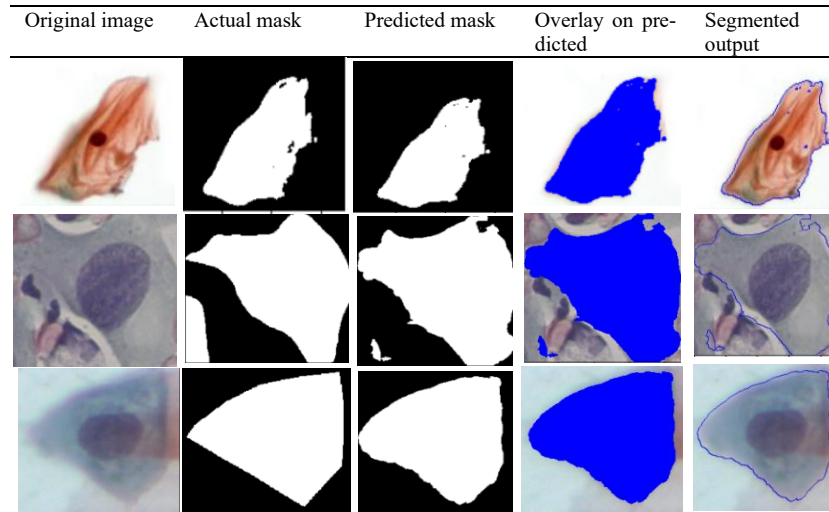 Original image Actual mask Predicted mask Overlay on pre- Segmented
dicted output